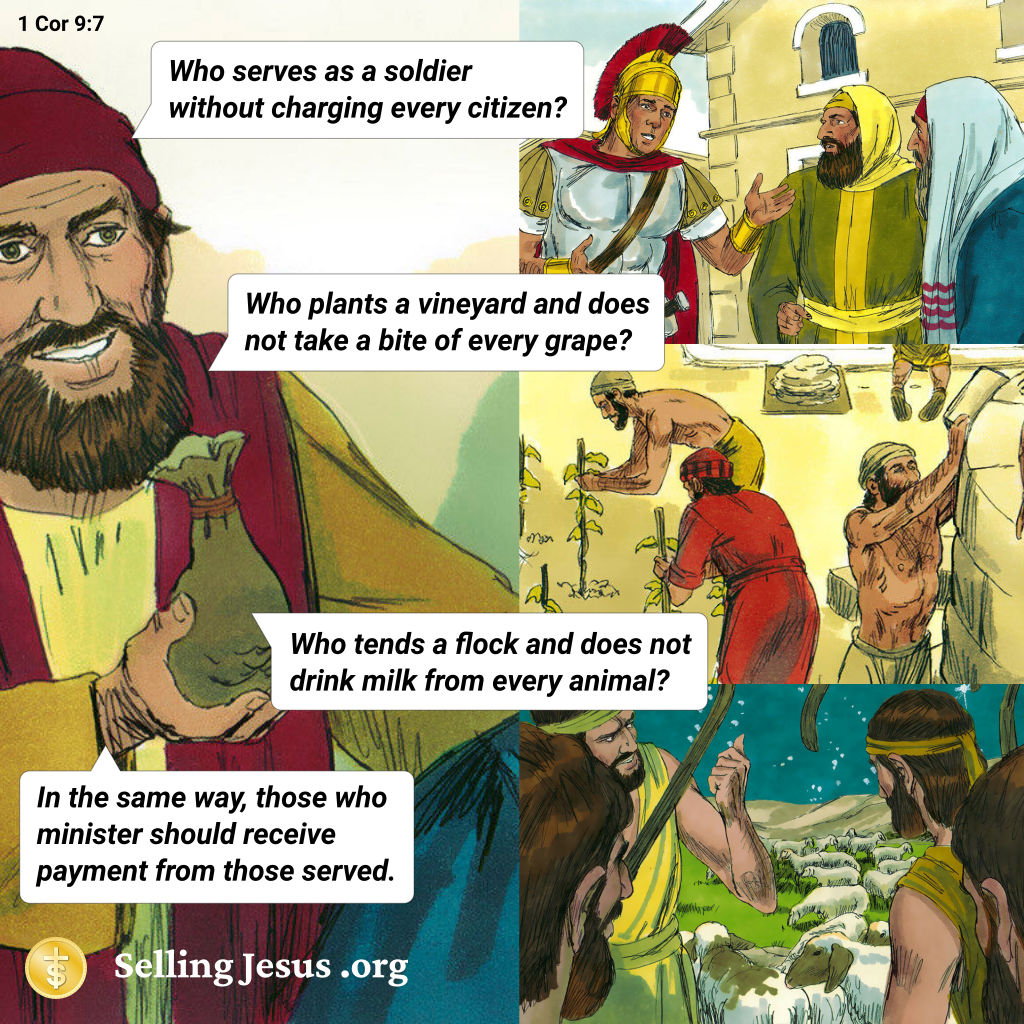 1 Cor 9:7
Who serves as a soldier
without charging every citizen?
Who plants a vineyard and does
not take a bite of every grape?
Who tends a flock and does not
drink milk from every animal?
In the same way, those who
minister should receive
payment from those served.
Selling Jesus .org